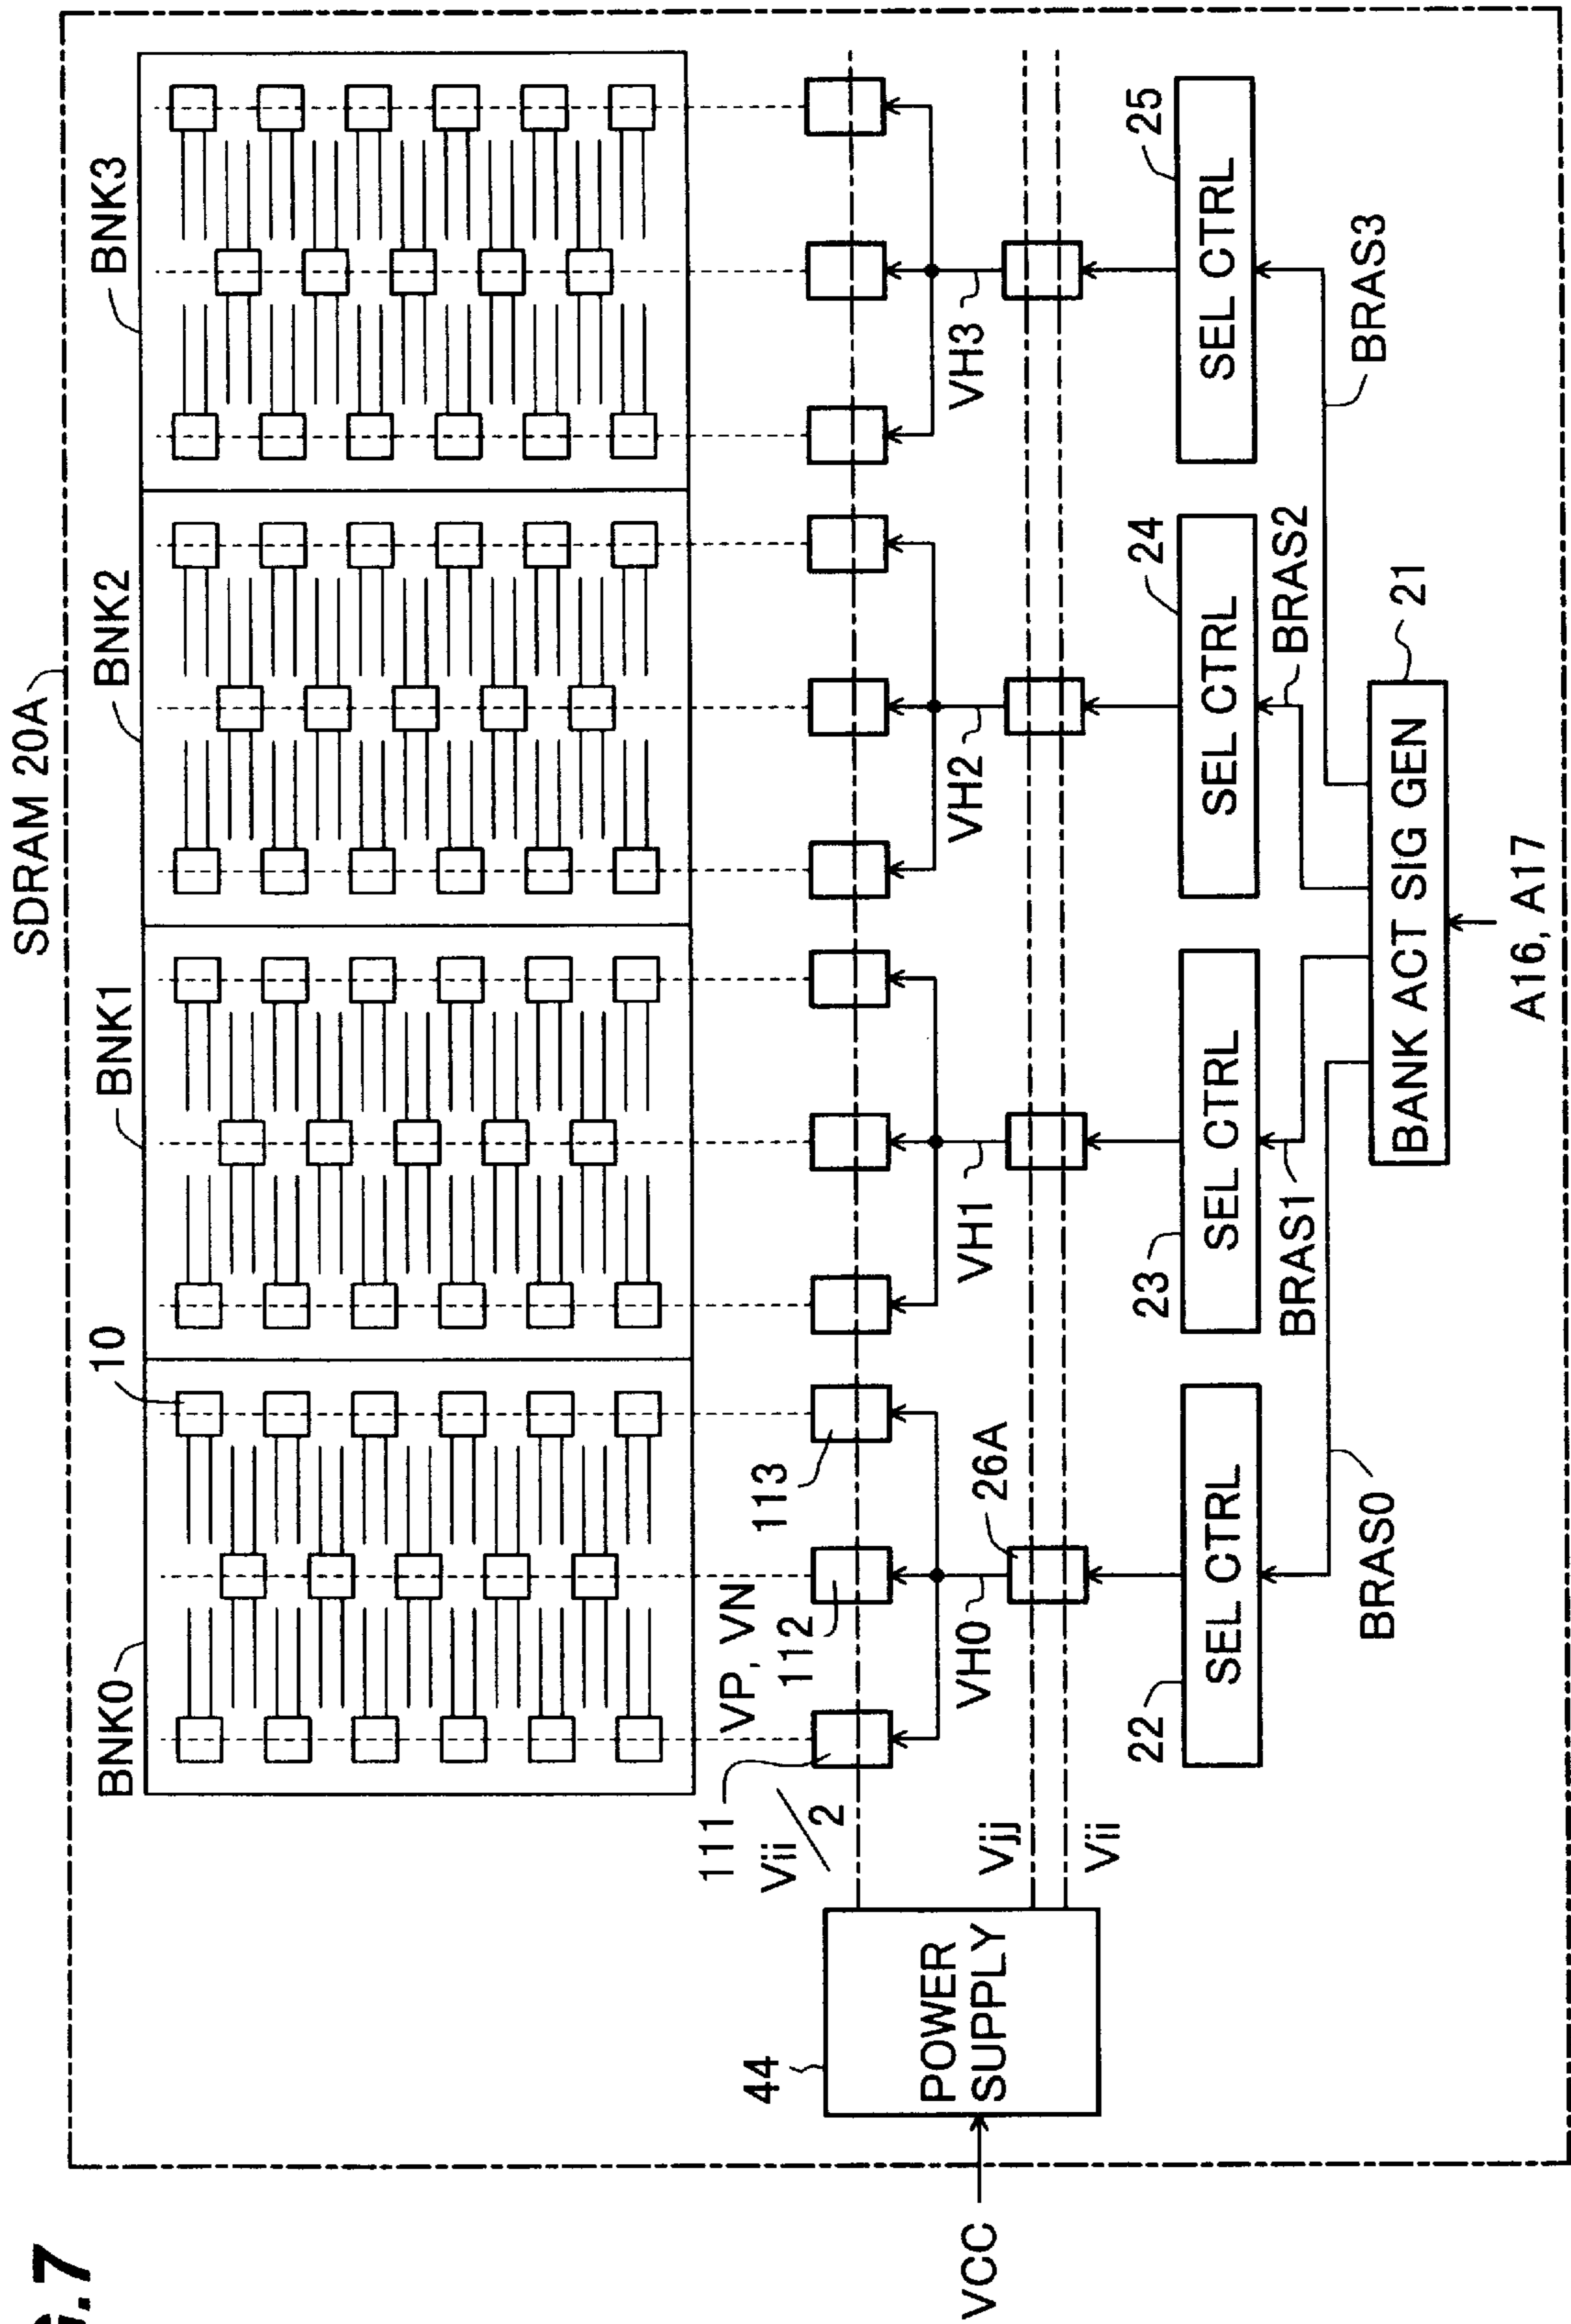 G.7
SDRAM 20A
BNK0
10
BNK1
BNK2
BNK3
111
VP, VN
112
113
Vii
2
44
POWER
SUPPLY
VCC
Vjj
Vii
VH0
26A
VH1
VH2
VH3
22
SEL CTRL
23
SEL CTRL
24
SEL CTRL
25
SEL CTRL
BRAS0
BRAS1
BRAS2
BRAS3
BANK ACT SIG GEN
21
A16, A17